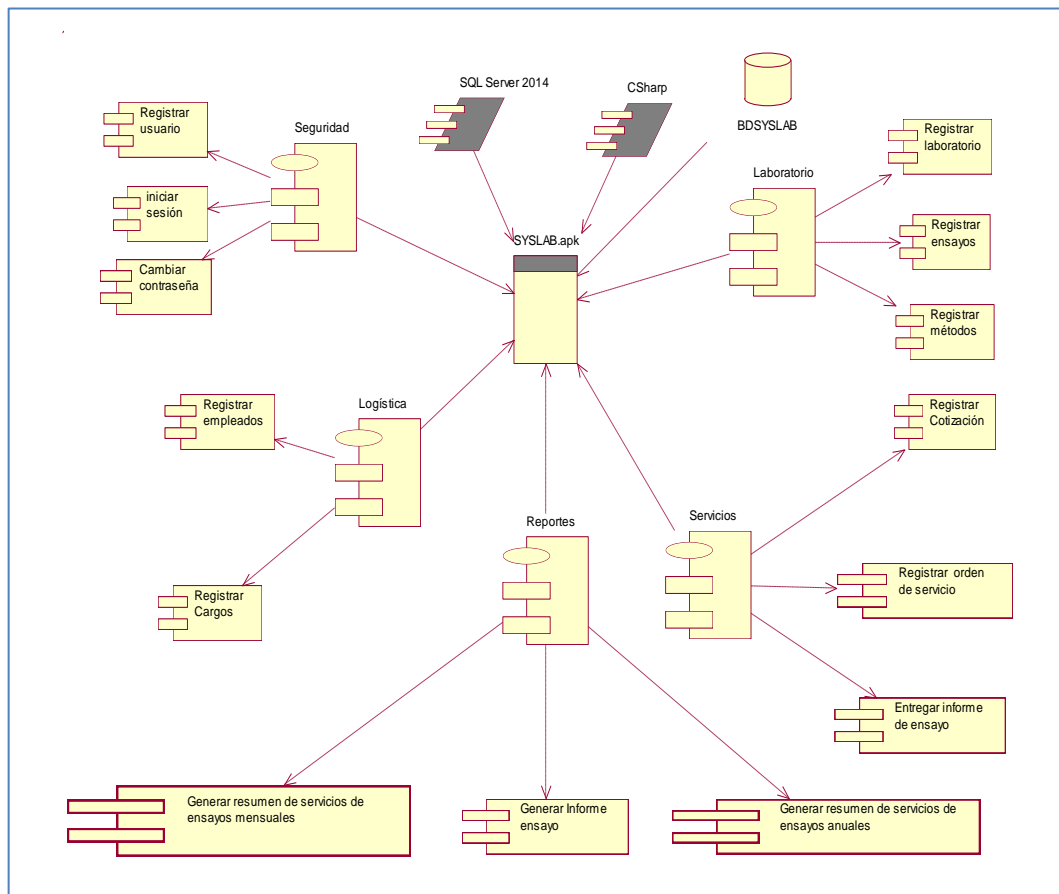 SQL Server 2014
CSharp
BDSYSLAB
Registrar
usuario
Seguridad
Registrar
laboratorio
iniciar
sesión
Laboratorio
Registrar
ensayos
Cambiar
contraseña
SYSLAB.apk
Registrar
métodos
Registrar
empleados
Logística
Registrar
Cotización
Reportes
Servicios
Registrar
Cargos
Registrar orden
de servicio
Entregar informe
de ensayo
Generar resumen de servicios de
ensayos mensuales
Generar Informe
ensayo
Generar resumen de servicios de
ensayos anuales